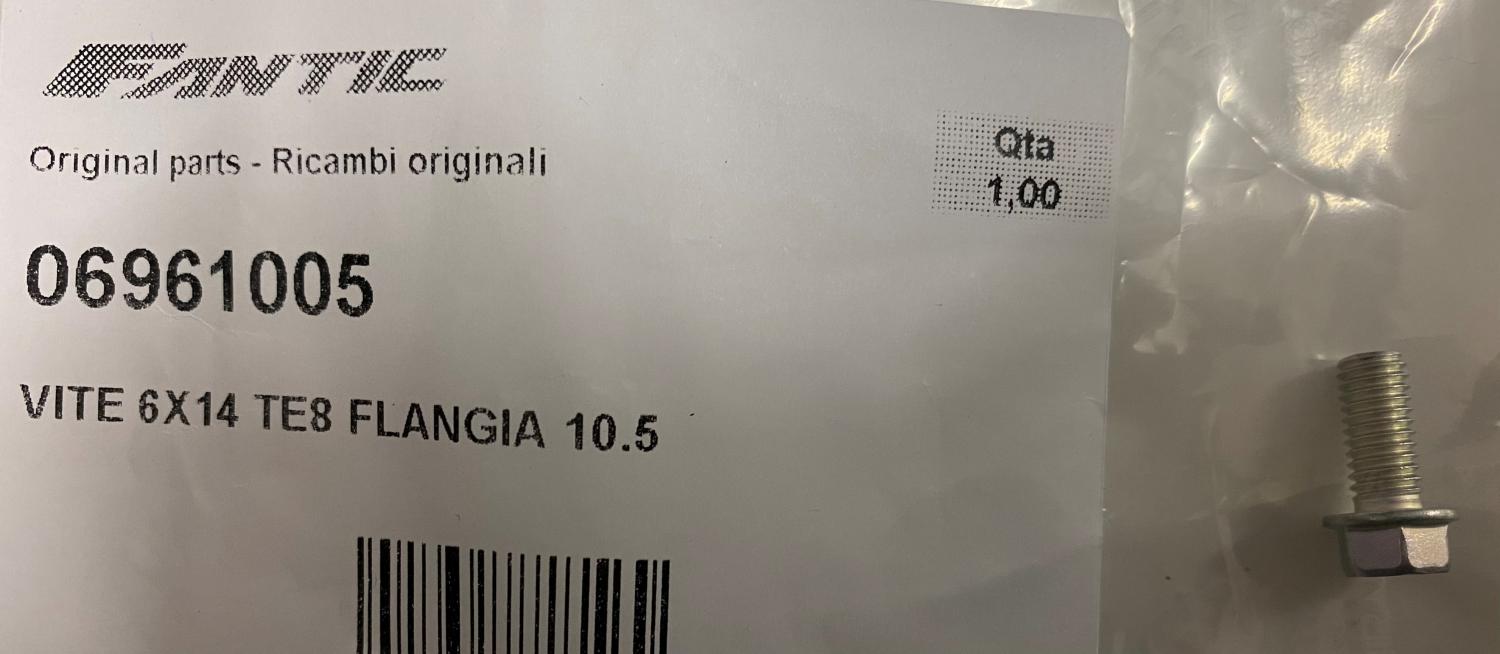 FANTIC
Original parts - Ricambi originali
Qta
1,00
06961005
VITE 6X14 TE8 FLANGIA 10.5